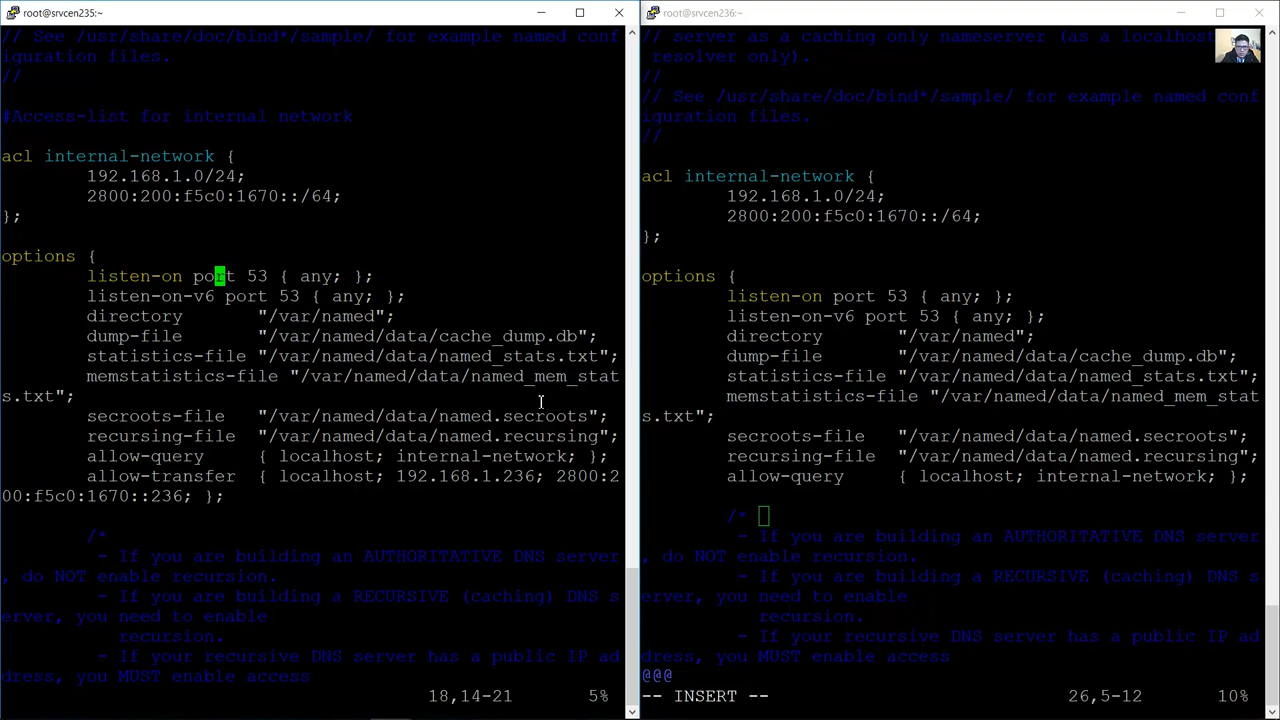 root@srvcen235:~
// See /usr/share/doc/bind*/sample/ for example named conf
iguration files.
//
#Access-list for internal network
acl internal-network {
192.168.1.0/24;
2800:200:f5c0:1670::/64;
};
options {
listen-on port 53 { any; };
listen-on-v6 port 53 { any; };
directory "/var/named";
dump-file "/var/named/data/cache_dump.db";
statistics-file "/var/named/data/named_stats.txt";
memstatistics-file "/var/named/data/named_mem_stat
s.txt";
secroots-file "/var/named/data/named.secroots";
recursing-file "/var/named/data/named.recursing";
allow-query { localhost; internal-network; };
allow-transfer { localhost; 192.168.1.236; 2800:2
00:f5c0:1670::236; };
/*
- If you are building an AUTHORITATIVE DNS server
, do NOT enable recursion.
- If you are building a RECURSIVE (caching) DNS s
erver, you need to enable
recursion.
- If your recursive DNS server has a public IP ad
dress, you MUST enable access
18,14-21 5%
root@srvcen236:~
// server as a caching only nameserver (as a localhost
resolver only).
//
// See /usr/share/doc/bind*/sample/ for example named conf
iguration files.
//
acl internal-network {
192.168.1.0/24;
2800:200:f5c0:1670::/64;
};
options {
listen-on port 53 { any; };
listen-on-v6 port 53 { any; };
directory "/var/named";
dump-file "/var/named/data/cache_dump.db";
statistics-file "/var/named/data/named_stats.txt";
memstatistics-file "/var/named/data/named_mem_stat
s.txt";
secroots-file "/var/named/data/named.secroots";
recursing-file "/var/named/data/named.recursing";
allow-query { localhost; internal-network; };
/*
- If you are building an AUTHORITATIVE DNS server
, do NOT enable recursion.
- If you are building a RECURSIVE (caching) DNS s
erver, you need to enable
recursion.
- If your recursive DNS server has a public IP ad
dress, you MUST enable access
@@@
-- INSERT -- 26,5-12 10%